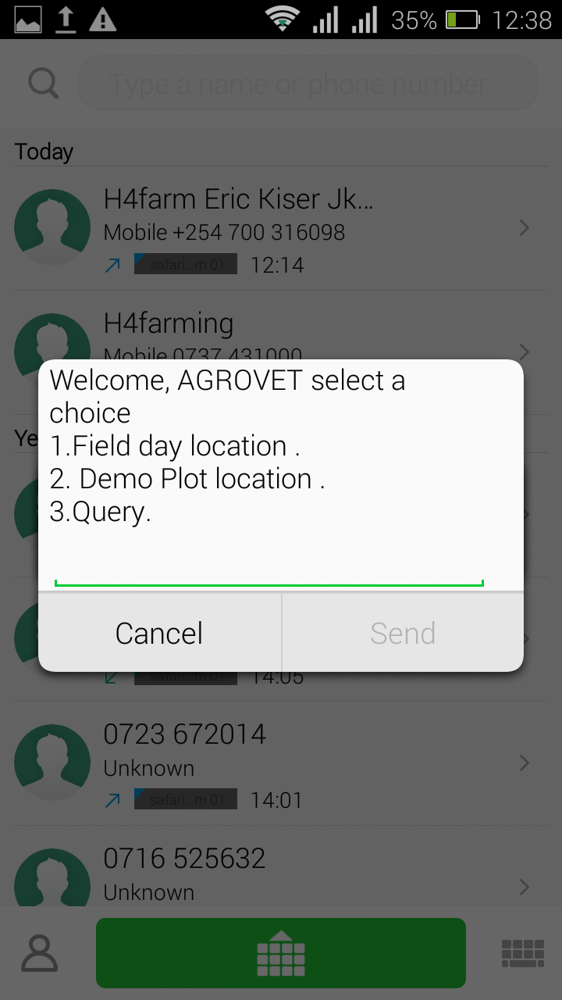 35% 12:38
Type a name or phone number
Today
H4farm Eric Kiser Jk...
Mobile +254 700 316098
safari...m 01 12:14
H4farming
Mobile 0737 431000
Ye
Welcome, AGROVET select a
choice
1.Field day location .
2. Demo Plot location .
3.Query.
Cancel Send
safari...m 01 14:05
0723 672014
Unknown
safari...m 01 14:01
0716 525632
Unknown